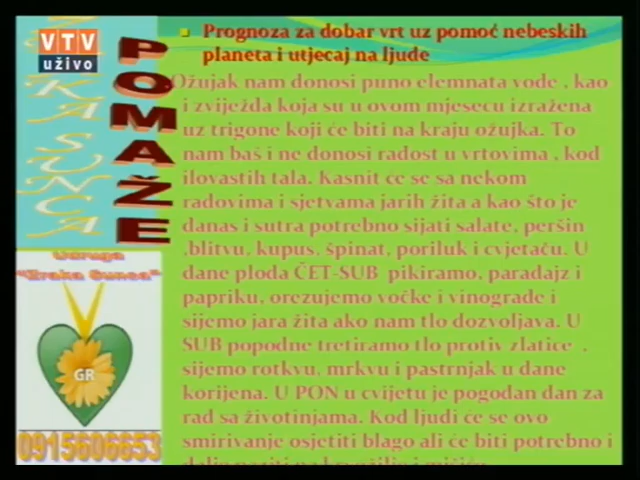 VTV
uživo
ZRAKA SUNCA
POMAŽE
Udruga
"Zraka Sunca"
GR
0915606653
Prognoza za dobar vrt uz pomoć nebeskih
planeta i utjecaj na ljude
Ožujak nam donosi puno elemnata vode , kao
i zviježda koja su u ovom mjesecu izražena
uz trigone koji će biti na kraju ožujka. To
nam baš i ne donosi radost u vrtovima , kod
ilovastih tala. Kasnit će se sa nekom
radovima i sjetvama jarih žita a kao što je
danas i sutra potrebno sijati salate, peršin
,blitvu, kupus, špinat, poriluk i cvjetaču. U
dane ploda ČET-SUB pikiramo, paradajz i
papriku, orezujemo voćke i vinograde i
sijemo jara žita ako nam tlo dozvoljava. U
SUB popodne tretiramo tlo protiv zlatice ,
sijemo rotkvu, mrkvu i pastrnjak u dane
korijena. U PON u cvijetu je pogodan dan za
rad sa životinjama. Kod ljudi će se ovo
smirivanje osjetiti blago ali će biti potrebno i